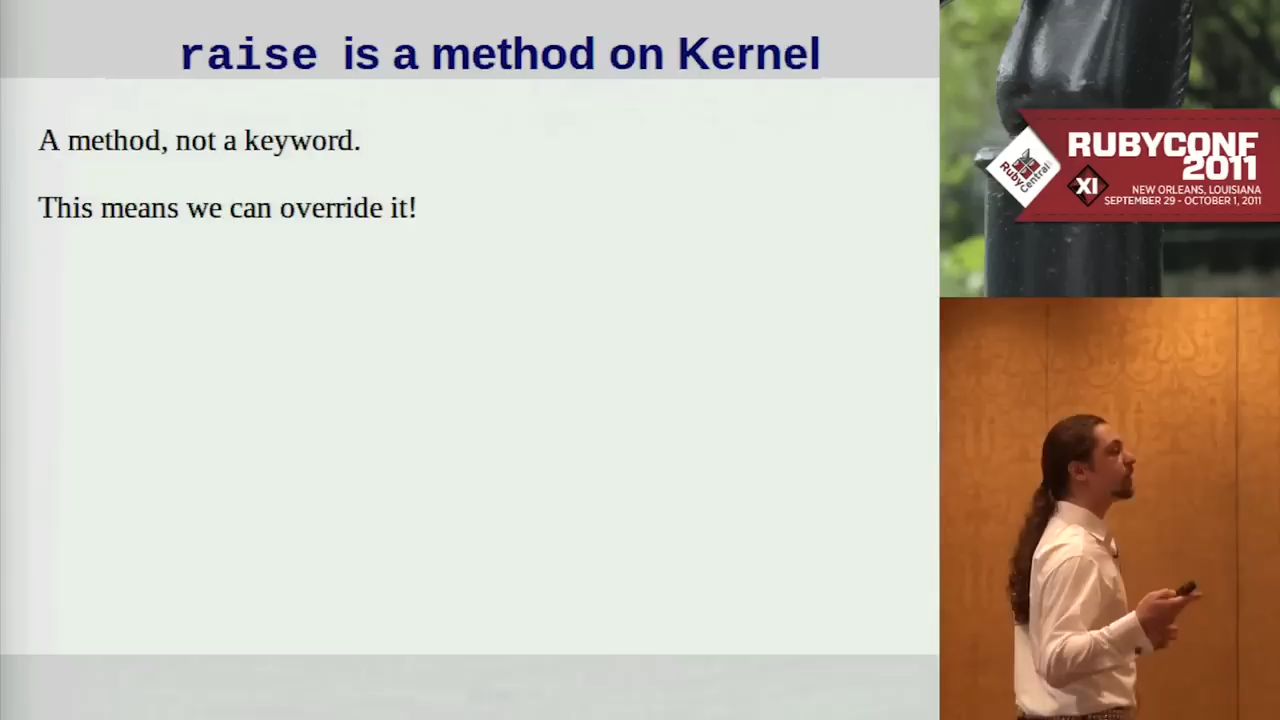 raise is a method on Kernel
A method, not a keyword.
This means we can override it!
RUBYCONF
2011
RubyCentral
XI
NEW ORLEANS, LOUISIANA
SEPTEMBER 29 - OCTOBER 1, 2011